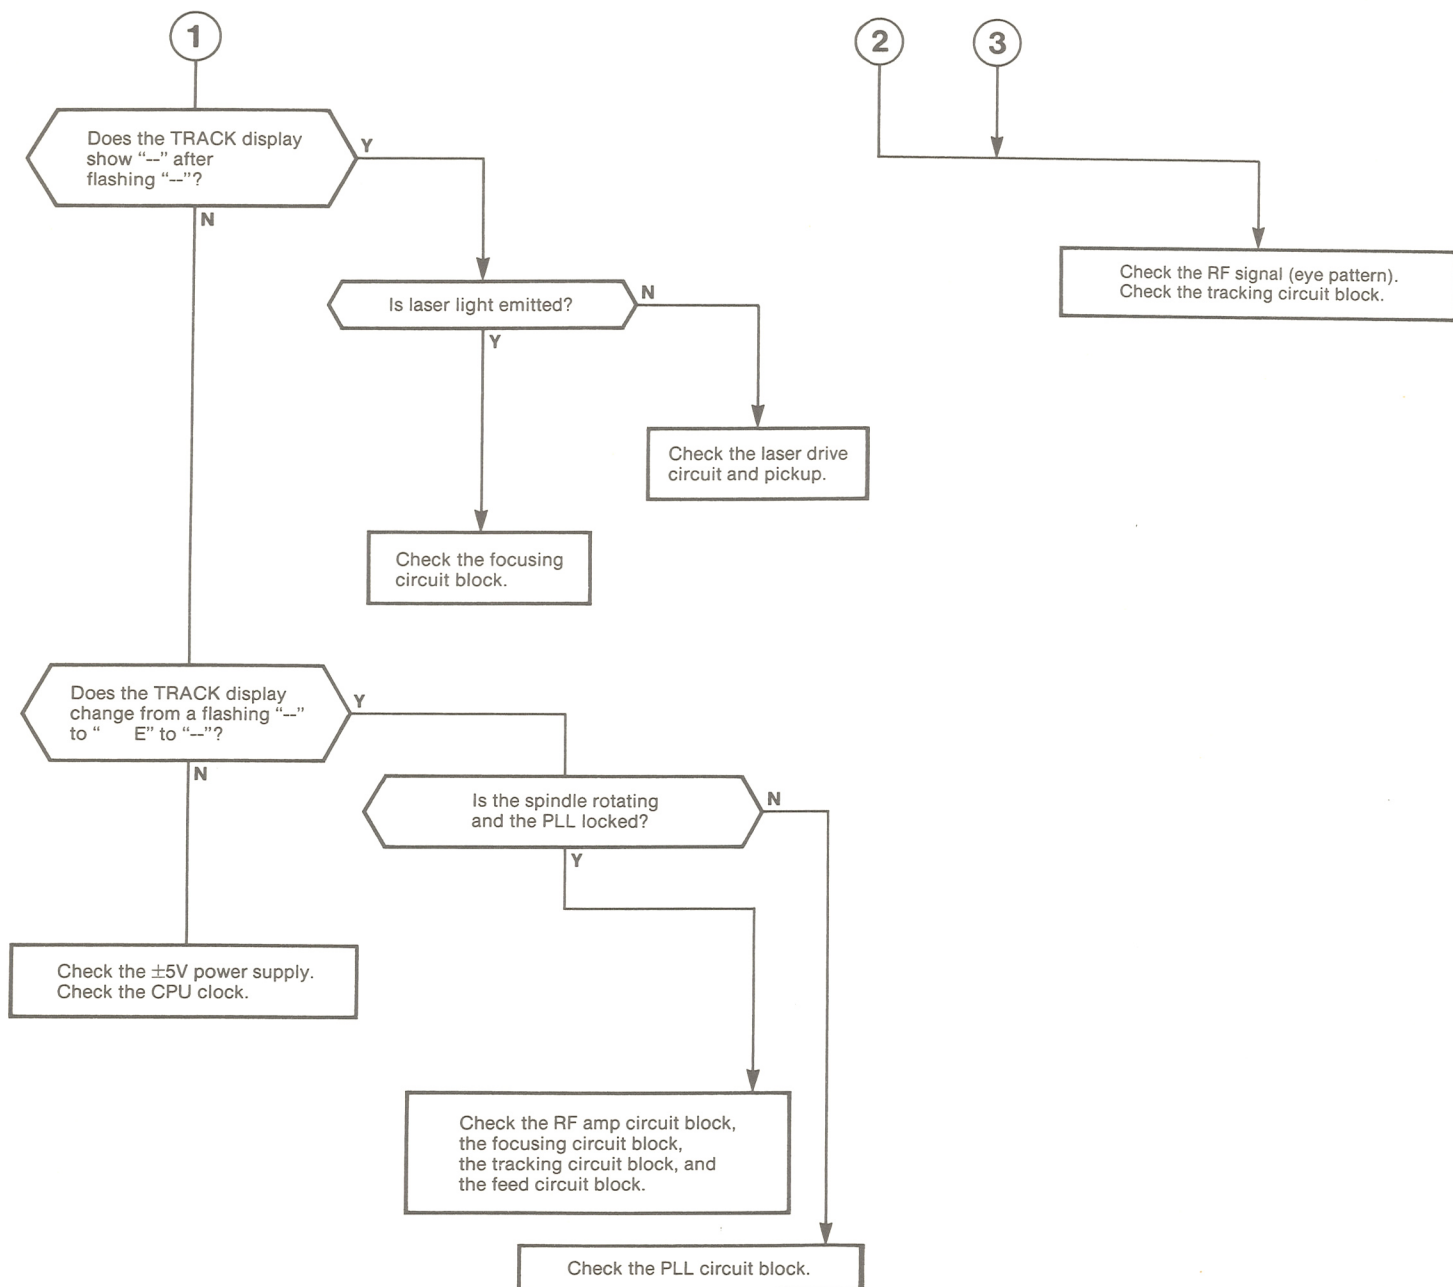 1
2
3
Does the TRACK display
show “--” after
flashing “--”?
Y
N
Check the RF signal (eye pattern).
Check the tracking circuit block.
Is laser light emitted?
N
Y
Check the laser drive
circuit and pickup.
Check the focusing
circuit block.
Does the TRACK display
change from a flashing “--”
to “ E” to “--”?
Y
N
Is the spindle rotating
and the PLL locked?
N
Y
Check the ±5V power supply.
Check the CPU clock.
Check the RF amp circuit block,
the focusing circuit block,
the tracking circuit block, and
the feed circuit block.
Check the PLL circuit block.